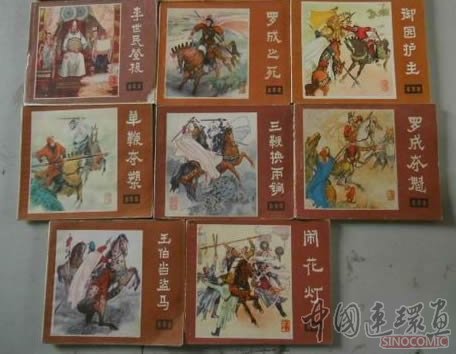 李世民登极
罗成之死
御园护主
单鞭夺槊
三鞭换两锏
罗成夺魁
王伯当盗马
闹花灯
中国连环画
SINOCOMIC